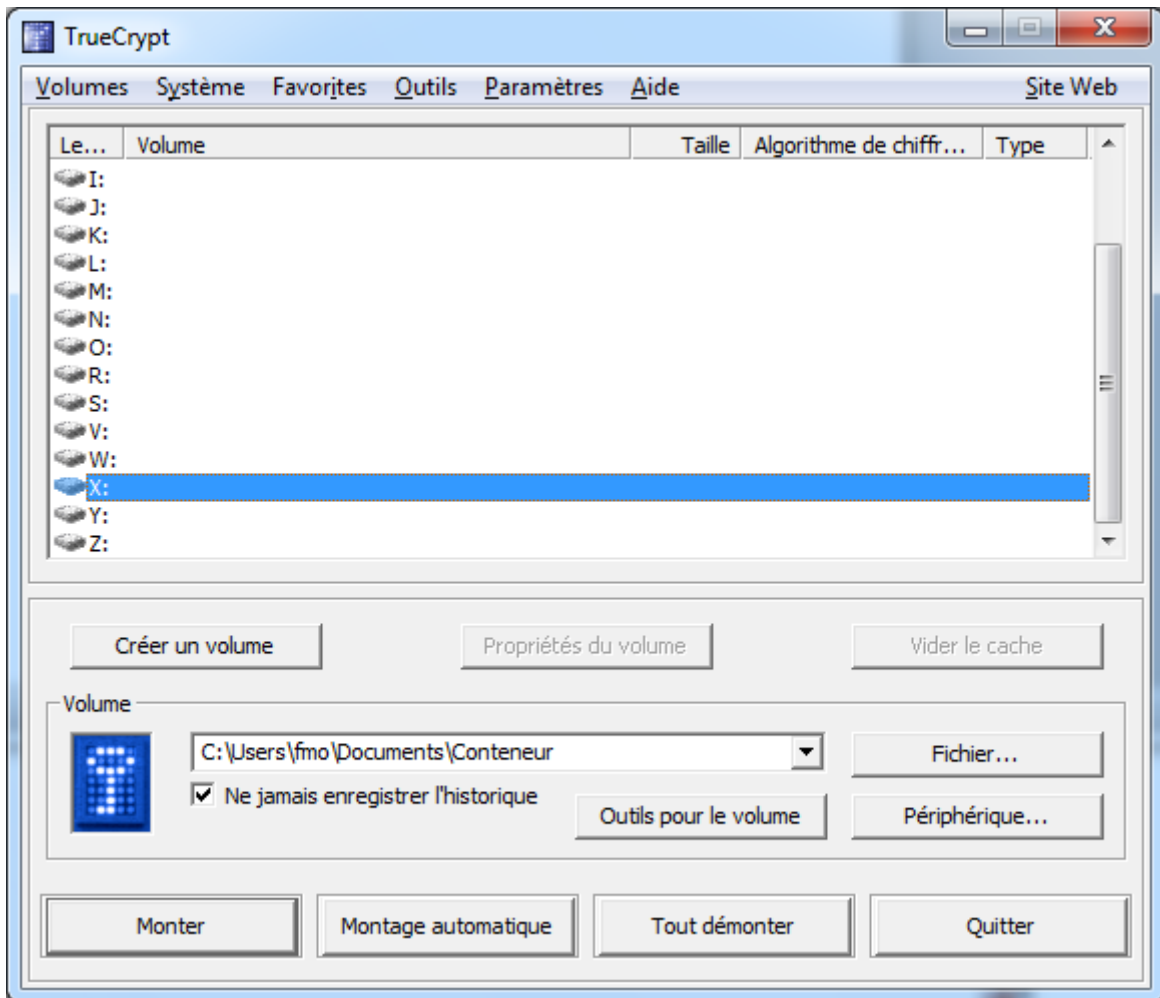 TrueCrypt
Volumes Système Favorites Outils Paramètres Aide Site Web
Le... Volume Taille Algorithme de chiffr... Type
I:
J:
K:
L:
M:
N:
O:
R:
S:
V:
W:
X:
Y:
Z:
Créer un volume Propriétés du volume Vider le cache
Volume
C:\Users\fmo\Documents\Conteneur Fichier...
Ne jamais enregistrer l'historique
Outils pour le volume Périphérique...
Monter Montage automatique Tout démonter Quitter